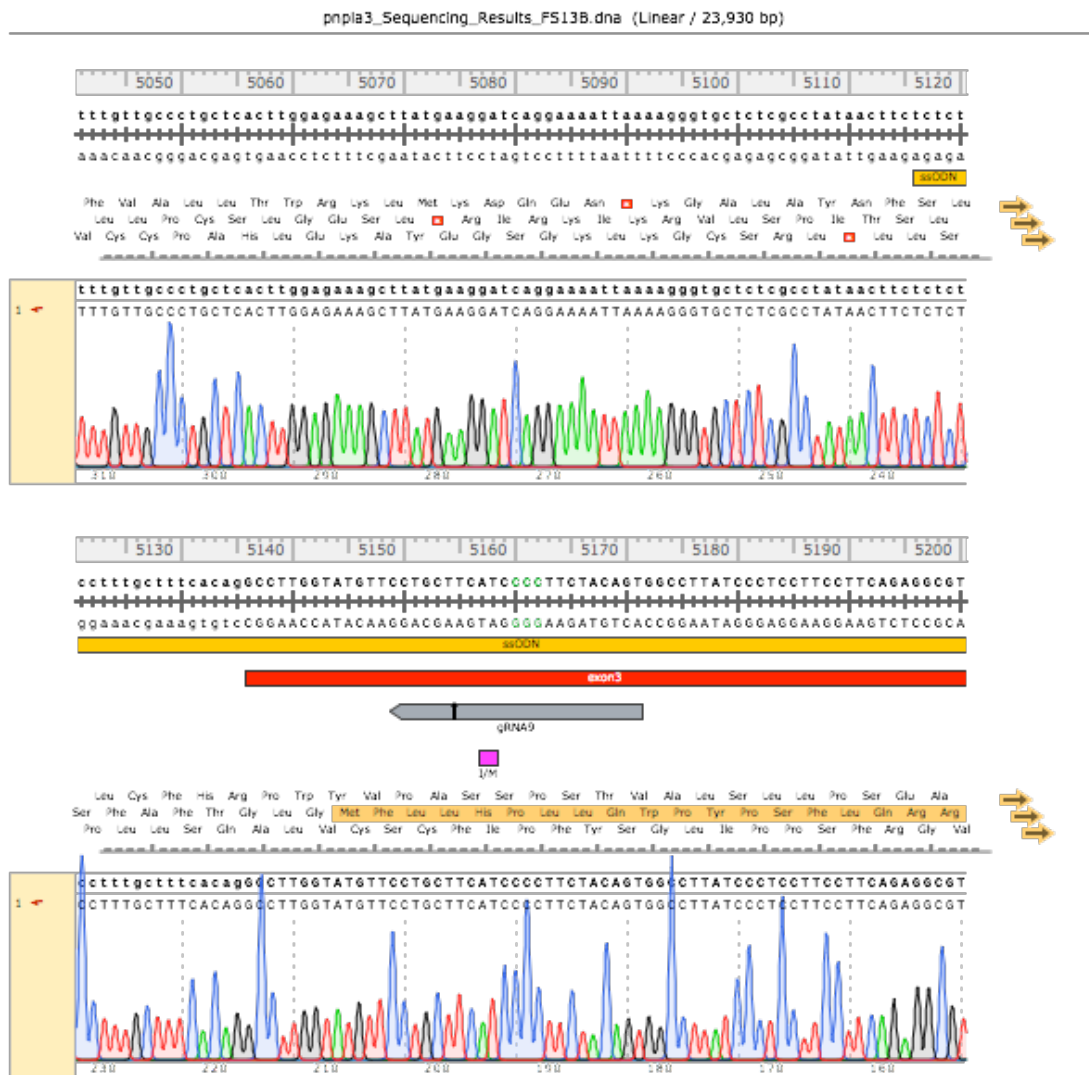 pnpla3_Sequencing_Results_FS13B.dna (Linear / 23,930 bp)
5050 5060 5070 5080 5090 5100 5110 5120
tttgttgccctgctcacttggagaaagcttatgaaggatcaggaaaattaaaagggtgctctcgcctataacttctctct
aaacaacgggacgagtgaacctctttcgaatacttcctagtccttttaattttcccacgagagcggatattgaagagaga
ssODN
Phe Val Ala Leu Leu Thr Trp Arg Lys Leu Met Lys Asp Gln Glu Asn Lys Gly Ala Leu Ala Tyr Asn Phe Ser Leu
Leu Leu Pro Cys Ser Leu Gly Glu Ser Leu Arg Ile Arg Lys Ile Lys Arg Val Leu Ser Pro Ile Thr Ser Leu
Val Cys Cys Pro Ala His Leu Glu Lys Ala Tyr Glu Gly Ser Gly Lys Leu Lys Gly Cys Ser Arg Leu Leu Leu Ser
tttgttgccctgctcacttggagaaagcttatgaaggatcaggaaaattaaaagggtgctctcgcctataacttctctct
1 TTTGTTGCCCTGCTCACTTGGAGAAAGCTTATGAAGGATCAGGAAAATTAAAAGGGTGCTCTCGCCTATAACTTCTCTCT
310 300 290 280 270 260 250 240
5130 5140 5150 5160 5170 5180 5190 5200
cctttgctttcacagGCCTTGGTATGTTCCTGCTTCATCCCCTTCTACAGTGGCCTTATCCCTCCTTCCTTCAGAGGCGT
ggaaacgaaagtgtcCGGAACCATACAAGGACGAAGTAGGGGAAGATGTCACCGGAATAGGGAGGAAGGAAGTCTCCGCA
ssODN
exon3
gRNA9
I/M
Leu Cys Phe His Arg Pro Trp Tyr Val Pro Ala Ser Ser Pro Ser Thr Val Ala Leu Ser Leu Leu Pro Ser Glu Ala
Ser Phe Ala Phe Thr Gly Leu Gly Met Phe Leu Leu His Pro Leu Leu Gln Trp Pro Tyr Pro Ser Phe Leu Gln Arg Arg
Pro Leu Leu Ser Gln Ala Leu Val Cys Ser Cys Phe Ile Pro Phe Tyr Ser Gly Leu Ile Pro Pro Ser Phe Arg Gly Val
cctttgctttcacagGCCTTGGTATGTTCCTGCTTCATCCCCTTCTACAGTGGCCTTATCCCTCCTTCCTTCAGAGGCGT
1 CCTTTGCTTTCACAGGCCTTGGTATGTTCCTGCTTCATCCCCTTCTACAGTGGCCTTATCCCTCCTTCCTTCAGAGGCGT
230 220 210 200 190 180 170 160